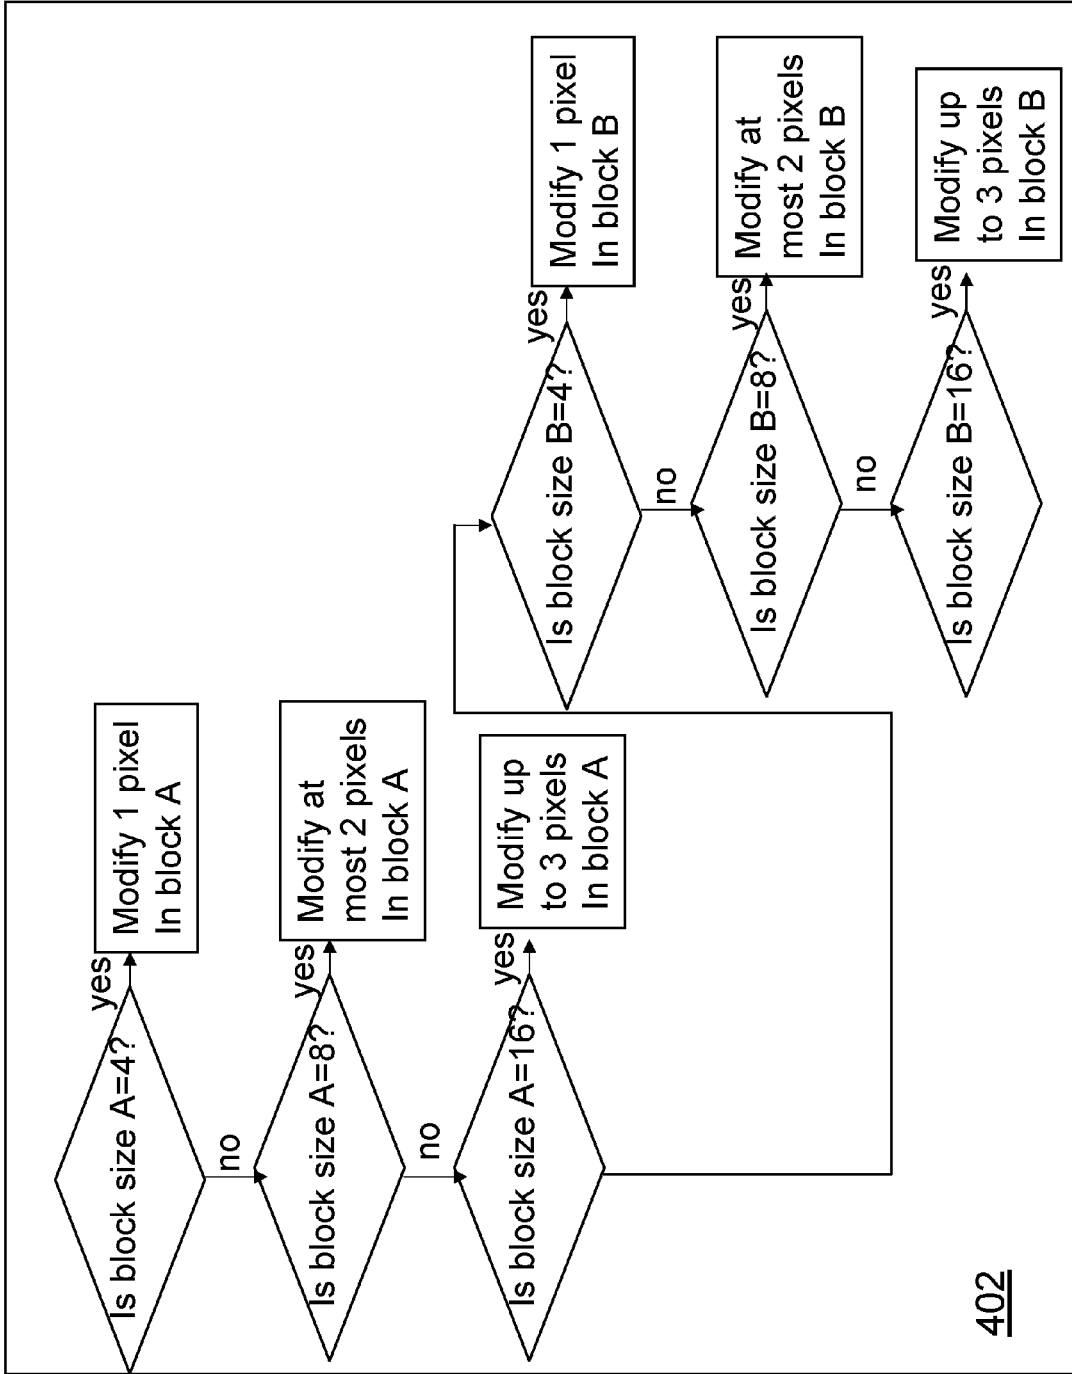 Is block size A=4?
yes
Modify 1 pixel
In block A
no
Is block size A=8?
yes
Modify at
most 2 pixels
In block A
no
Is block size A=16?
yes
Modify up
to 3 pixels
In block A
Is block size B=4?
yes
Modify 1 pixel
In block B
no
Is block size B=8?
yes
Modify at
most 2 pixels
In block B
no
Is block size B=16?
yes
Modify up
to 3 pixels
In block B
402